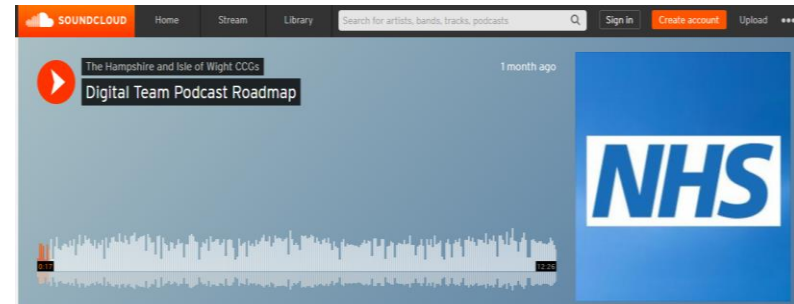 SOUNDCLOUD Home Stream Library Search for artists, bands, tracks, podcasts Sign in Create account Upload
The Hampshire and Isle of Wight CCGs 1 month ago
Digital Team Podcast Roadmap
NHS
0:17 12:26